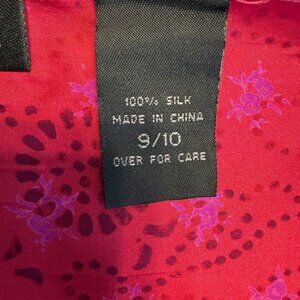 100% SILK
MADE IN CHINA
9/10
OVER FOR CARE